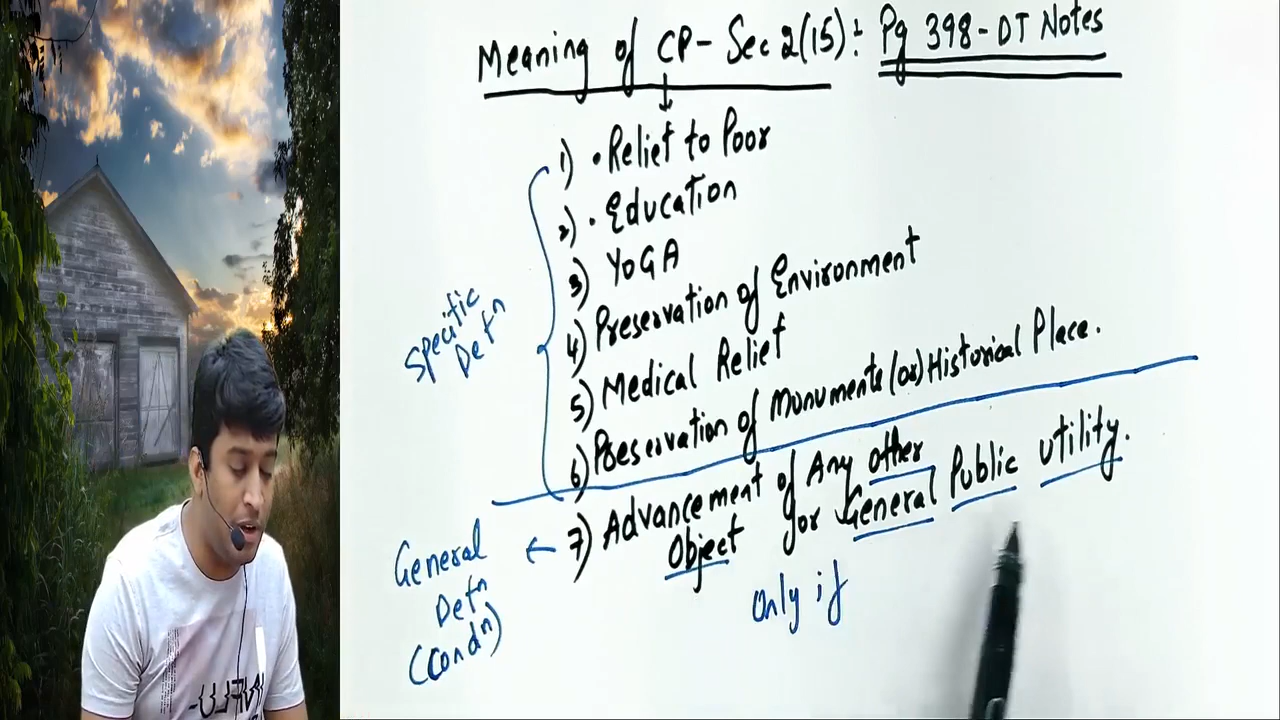 Meaning of CP - Sec 2(15): Pg 398 - DT Notes
1) • Relief to Poor
2) • Education
3) YOGA
4) Preservation of Environment
5) Medical Relief
6) Preservation of Monuments (or) Historical Place.
Specific
Defⁿ
7) Advancement of Any other
Object for General Public utility.
General
Defⁿ
(Condⁿ)
only if